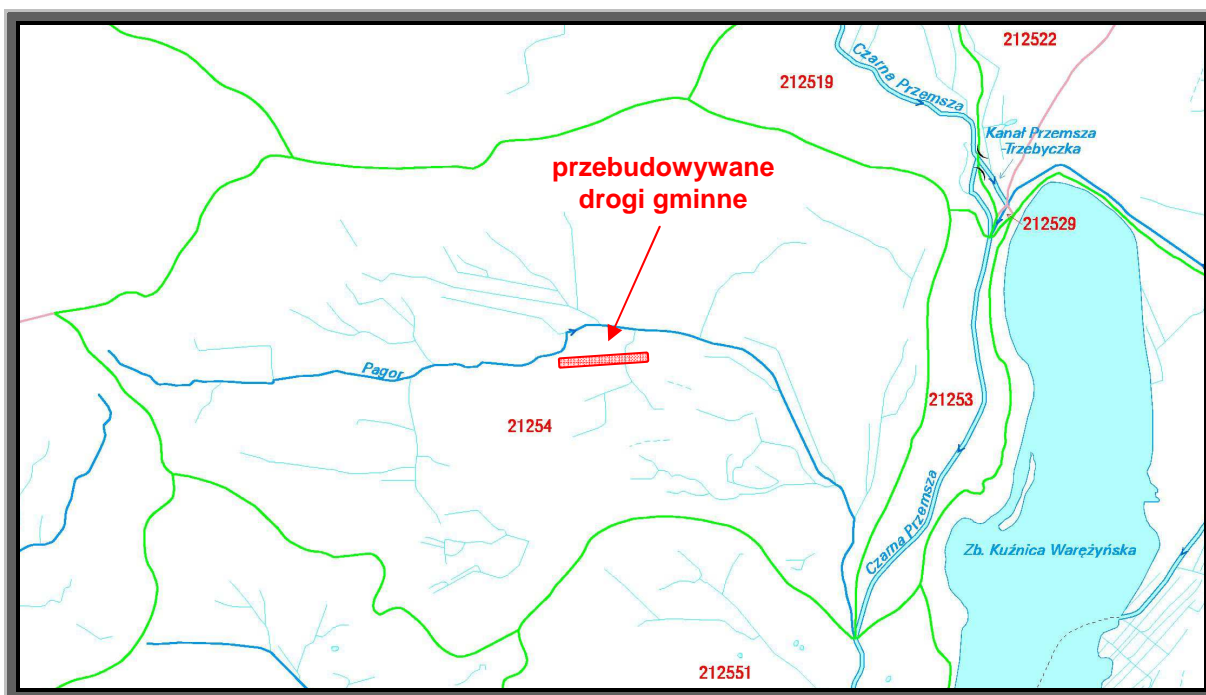 212522
Czarna Przemsza
212519
Kanał Przemsza
-Trzebyczka
przebudowywane
drogi gminne
212529
Pagor
21253
21254
Czarna Przemsza
Zb. Kuźnica Warężyńska
212551